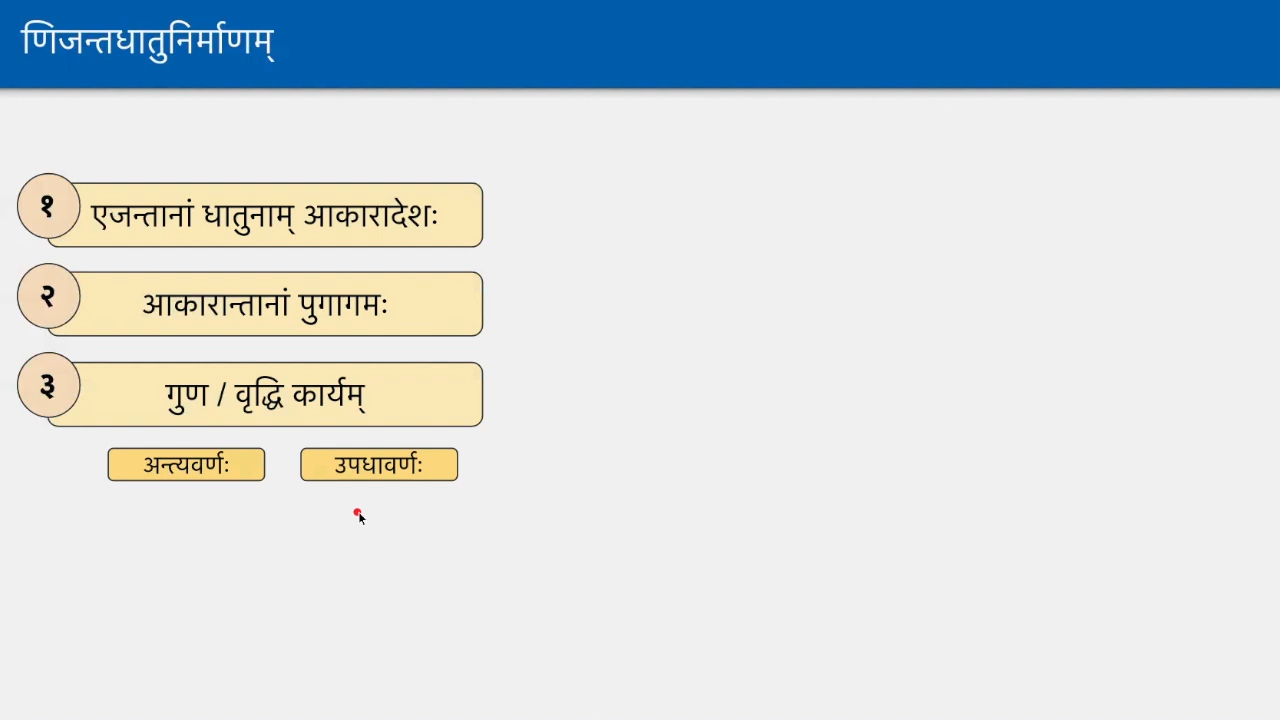 णिजन्तधातुनिर्माणम्
१ एजन्तानां धातुनाम् आकारादेशः
२ आकारान्तानां पुगागमः
३ गुण / वृद्धि कार्यम्
अन्त्यवर्णः उपधावर्णः